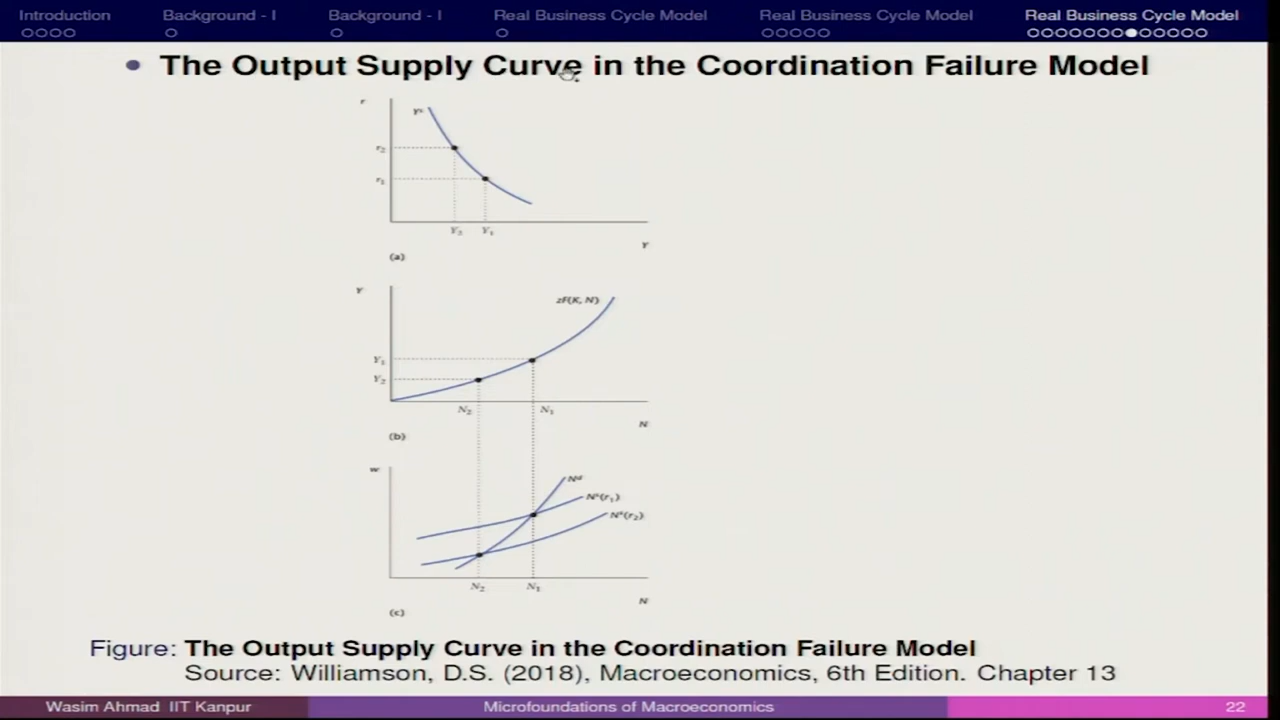 Introduction Background - I Background - I Real Business Cycle Model Real Business Cycle Model Real Business Cycle Model
The Output Supply Curve in the Coordination Failure Model
r
Yˢ
r₂
r₁
Y₂ Y₁
Y
(a)
Y
zF(K, N)
Y₁
Y₂
N₂ N₁
N
(b)
w
Nᵈ
Nˢ(r₁)
Nˢ(r₂)
N₂ N₁
N
(c)
Figure: The Output Supply Curve in the Coordination Failure Model
Source: Williamson, D.S. (2018), Macroeconomics, 6th Edition. Chapter 13
Wasim Ahmad IIT Kanpur Microfoundations of Macroeconomics 22